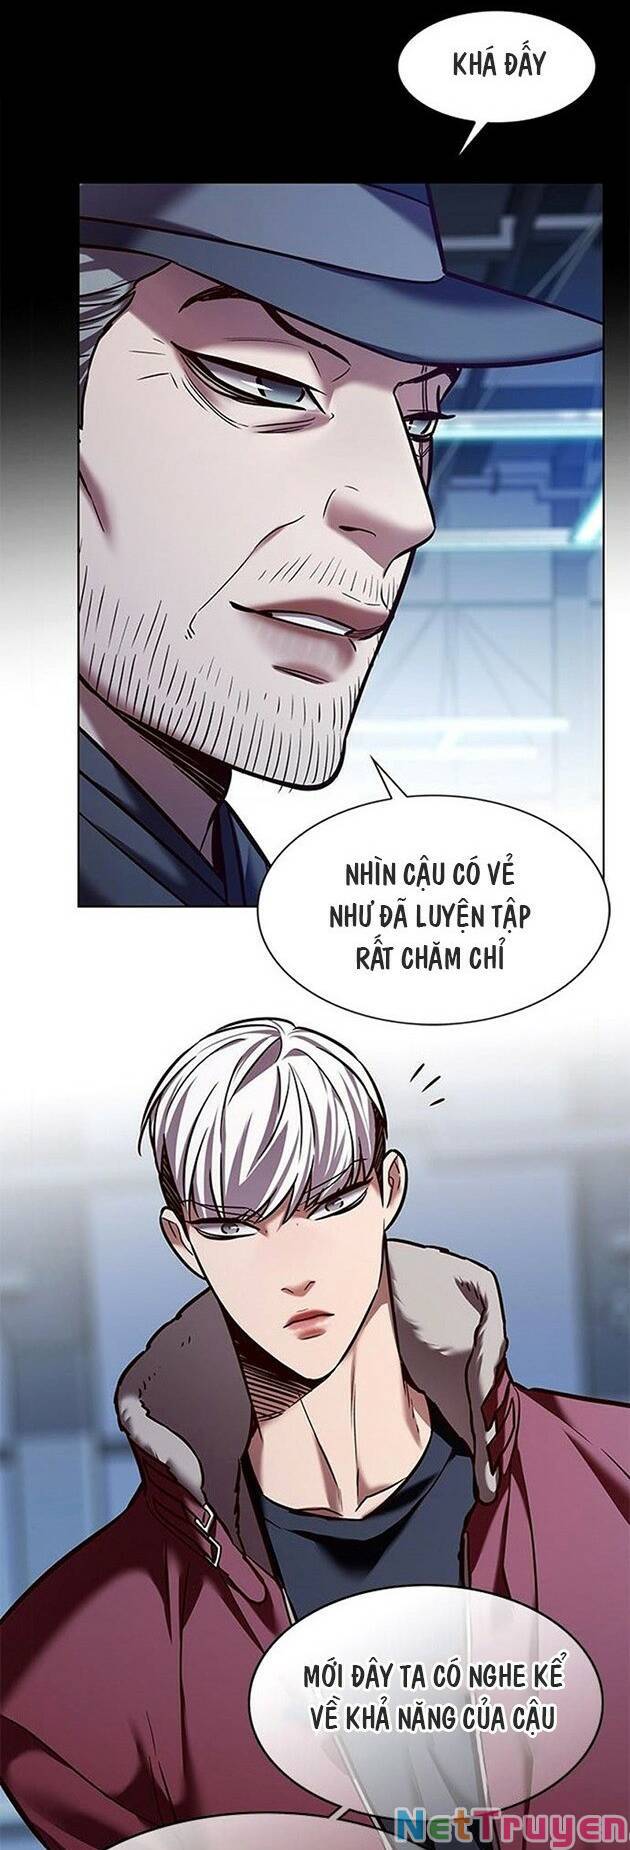 KHÁ ĐẤY
NHÌN CẬU CÓ VẺ
NHƯ ĐÃ LUYỆN TẬP
RẤT CHĂM CHỈ
MỚI ĐÂY TA CÓ NGHE KỂ
VỀ KHẢ NĂNG CỦA CẬU
NetTruyen